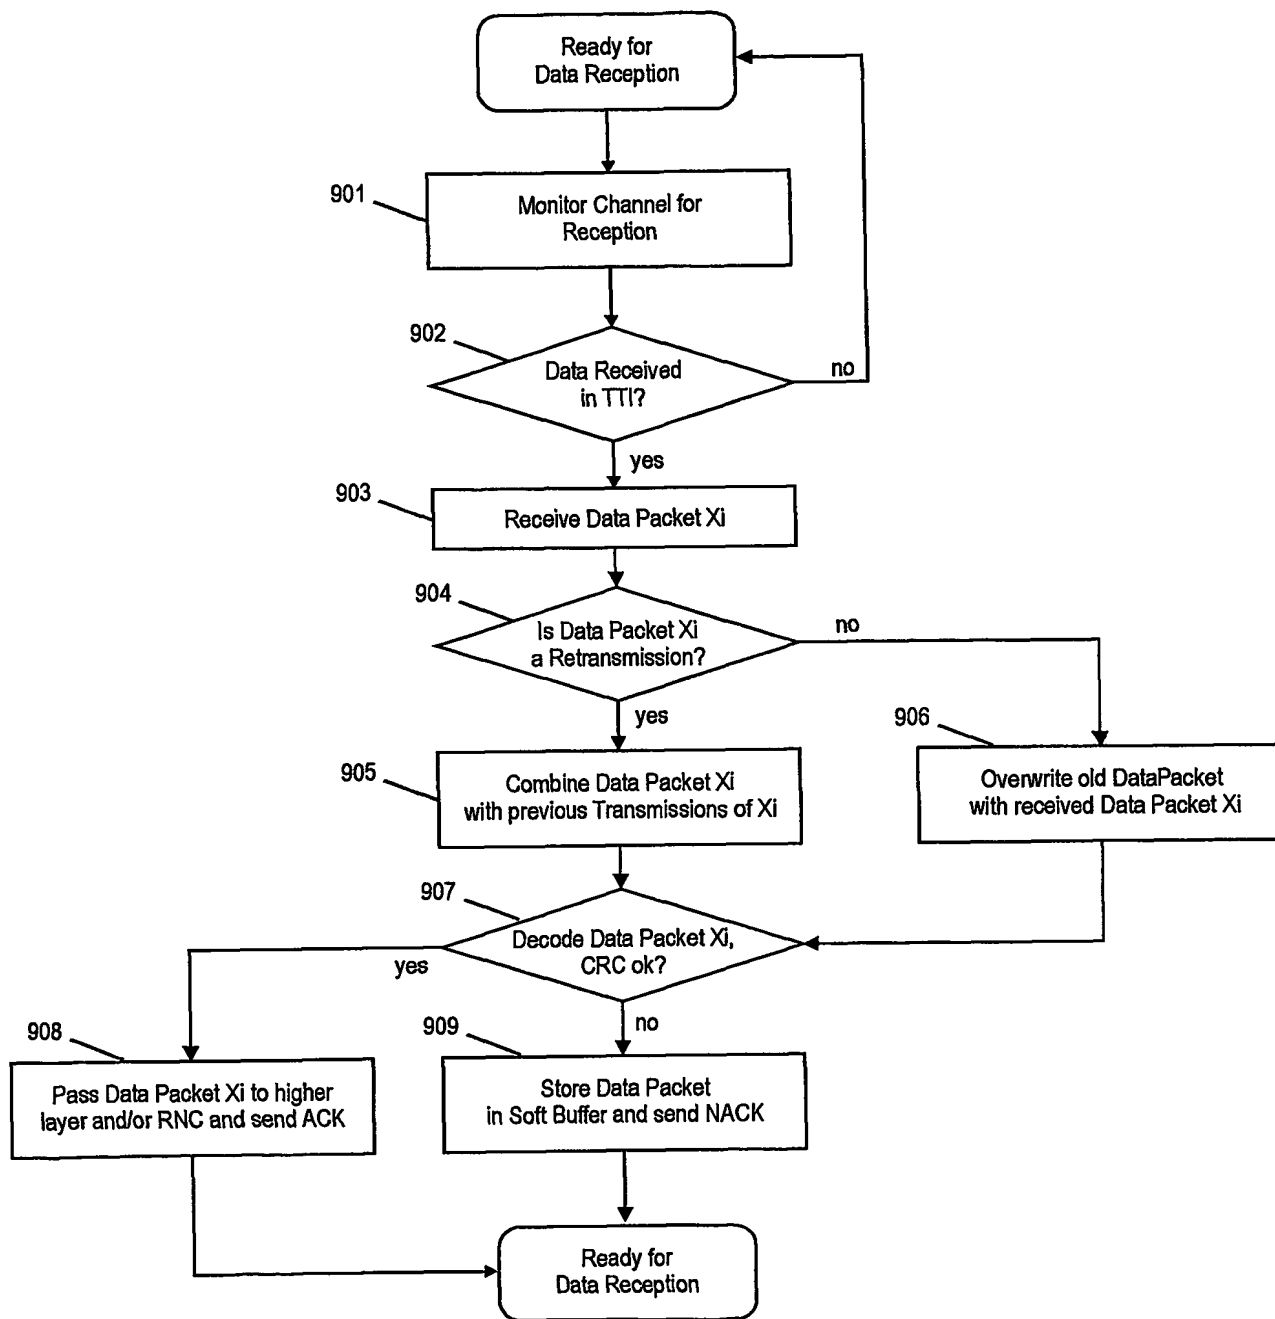 Ready for
Data Reception
901
Monitor Channel for
Reception
902
Data Received
in TTI?
no
yes
903
Receive Data Packet Xi
904
Is Data Packet Xi
a Retransmission?
no
yes
905
Combine Data Packet Xi
with previous Transmissions of Xi
906
Overwrite old DataPacket
with received Data Packet Xi
907
Decode Data Packet Xi,
CRC ok?
yes
no
908
Pass Data Packet Xi to higher
layer and/or RNC and send ACK
909
Store Data Packet
in Soft Buffer and send NACK
Ready for
Data Reception